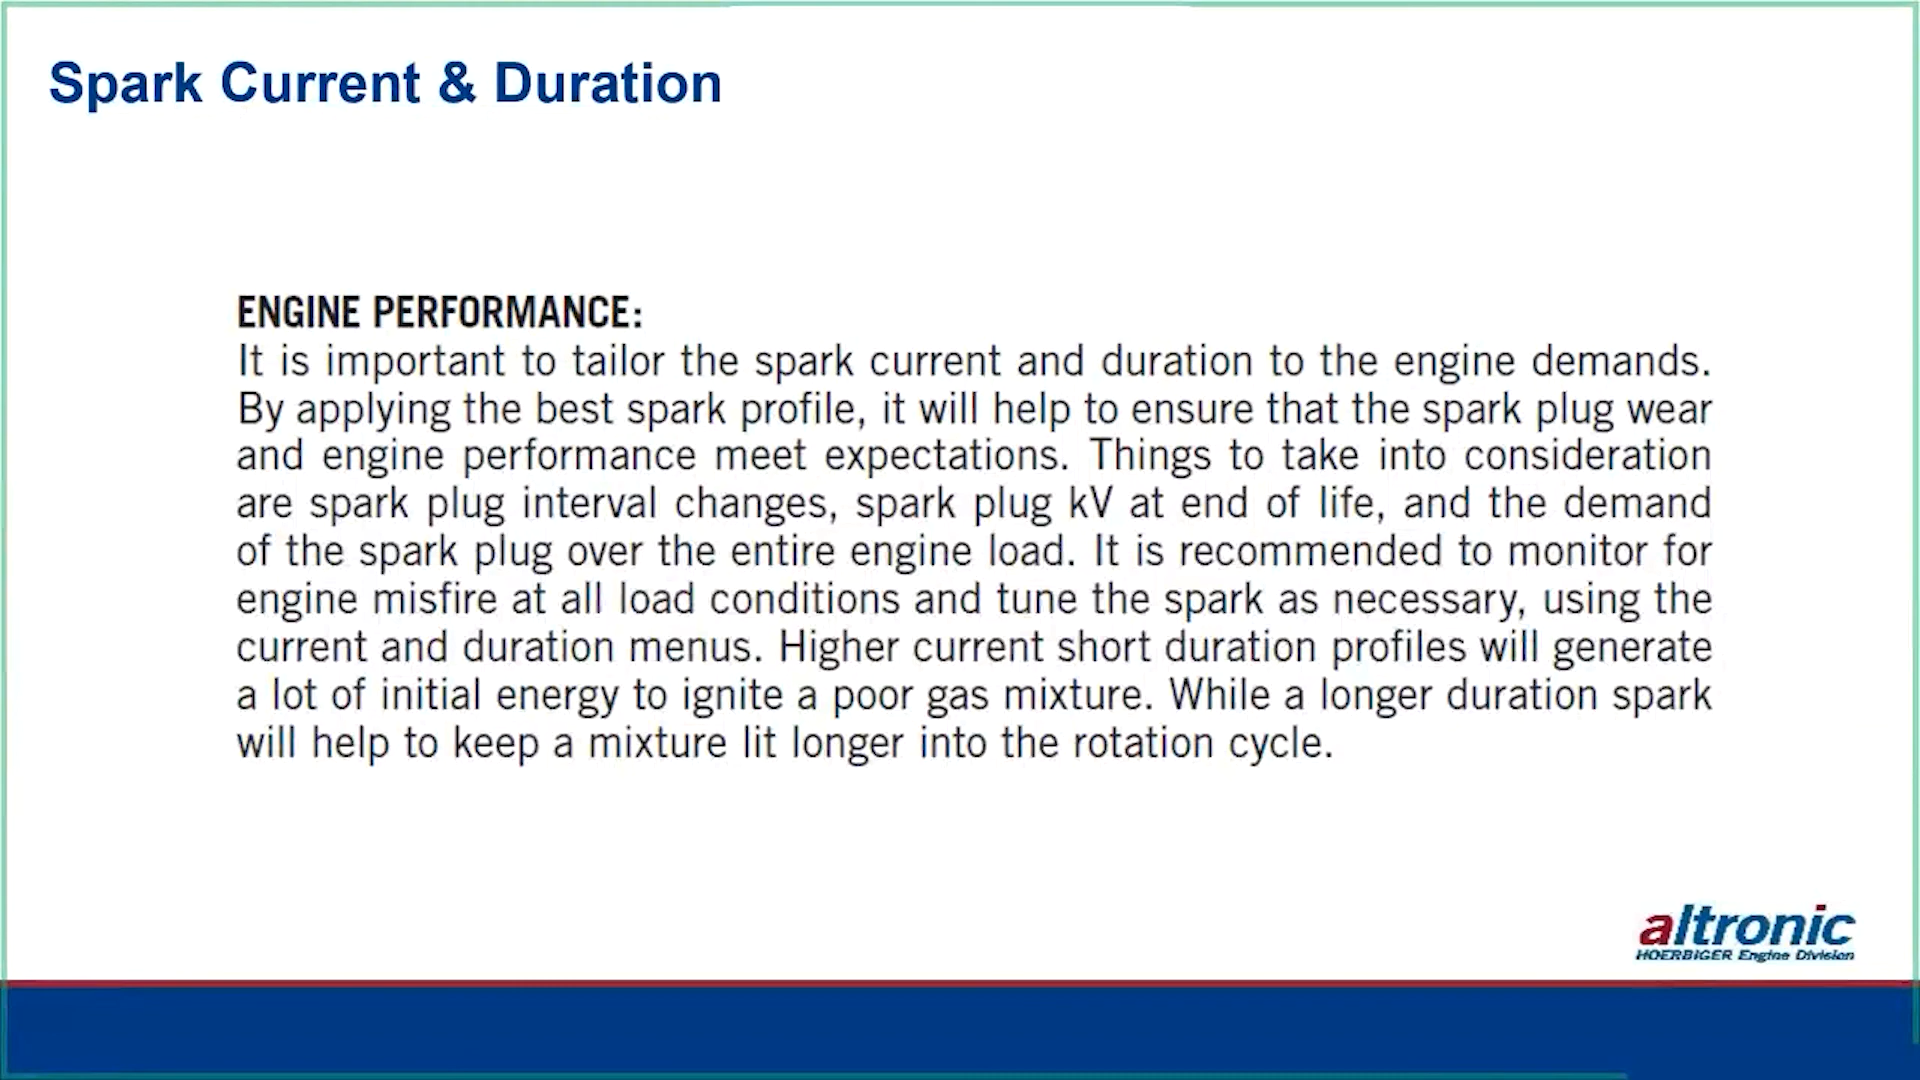 Spark Current & Duration
ENGINE PERFORMANCE:
It is important to tailor the spark current and duration to the engine demands.
By applying the best spark profile, it will help to ensure that the spark plug wear
and engine performance meet expectations. Things to take into consideration
are spark plug interval changes, spark plug kV at end of life, and the demand
of the spark plug over the entire engine load. It is recommended to monitor for
engine misfire at all load conditions and tune the spark as necessary, using the
current and duration menus. Higher current short duration profiles will generate
a lot of initial energy to ignite a poor gas mixture. While a longer duration spark
will help to keep a mixture lit longer into the rotation cycle.
altronic
HOERBIGER Engine Division